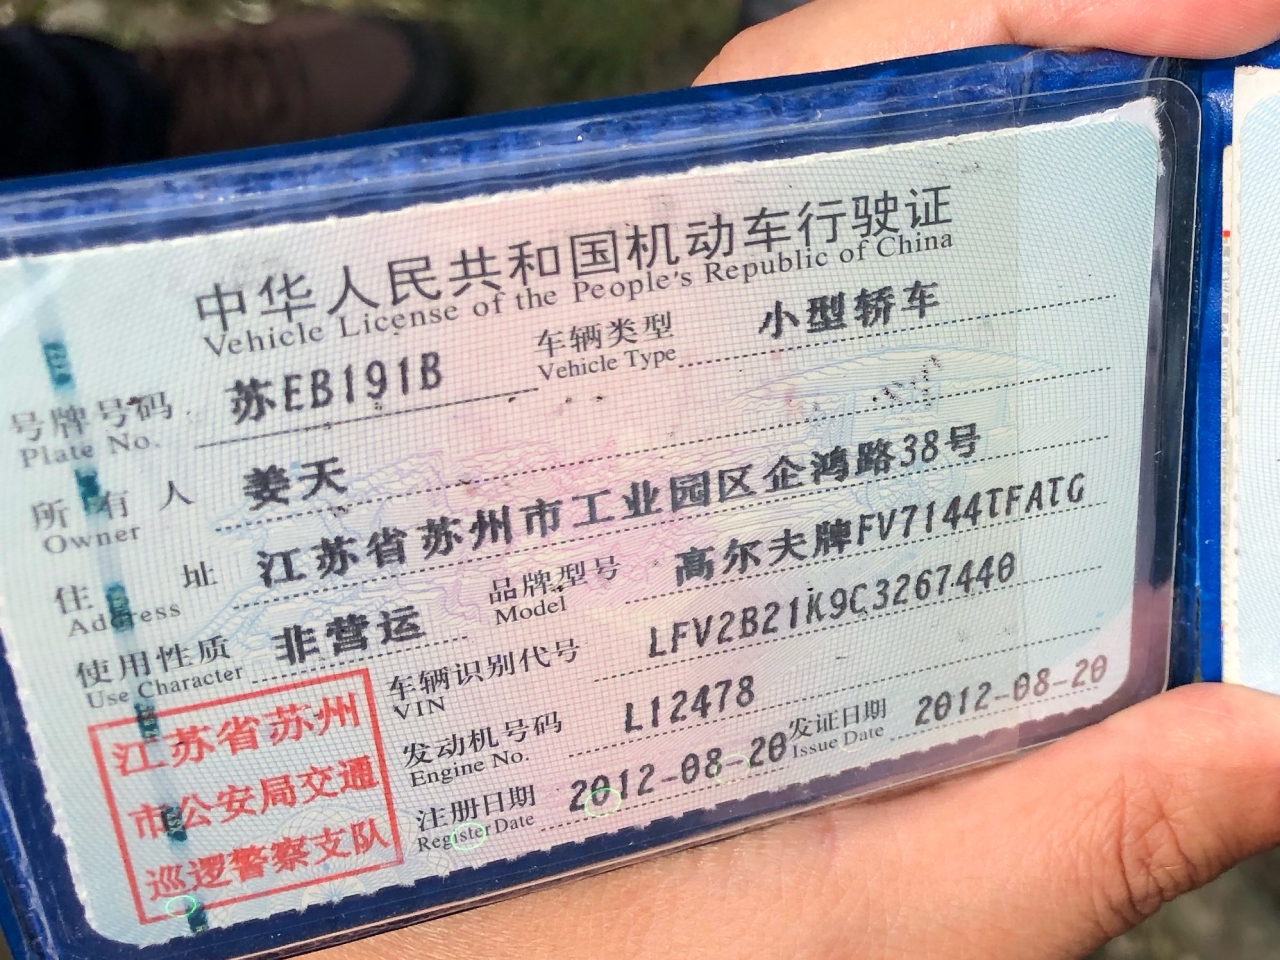 中华人民共和国机动车行驶证
Vehicle License of the People's Republic of China
号牌号码 苏EB191B 车辆类型 小型轿车
Plate No. Vehicle Type
所有人 姜天
Owner
住址 江苏省苏州市工业园区企鸿路38号
Address
使用性质 非营运 品牌型号 高尔夫牌FV7144TFATG
Use Character Model
车辆识别代号 LFV2B21K9C3267440
VIN
发动机号码 L12478
Engine No.
注册日期 2012-08-20 发证日期 2012-08-20
Register Date Issue Date
江苏省苏州
市公安局交通
巡逻警察支队